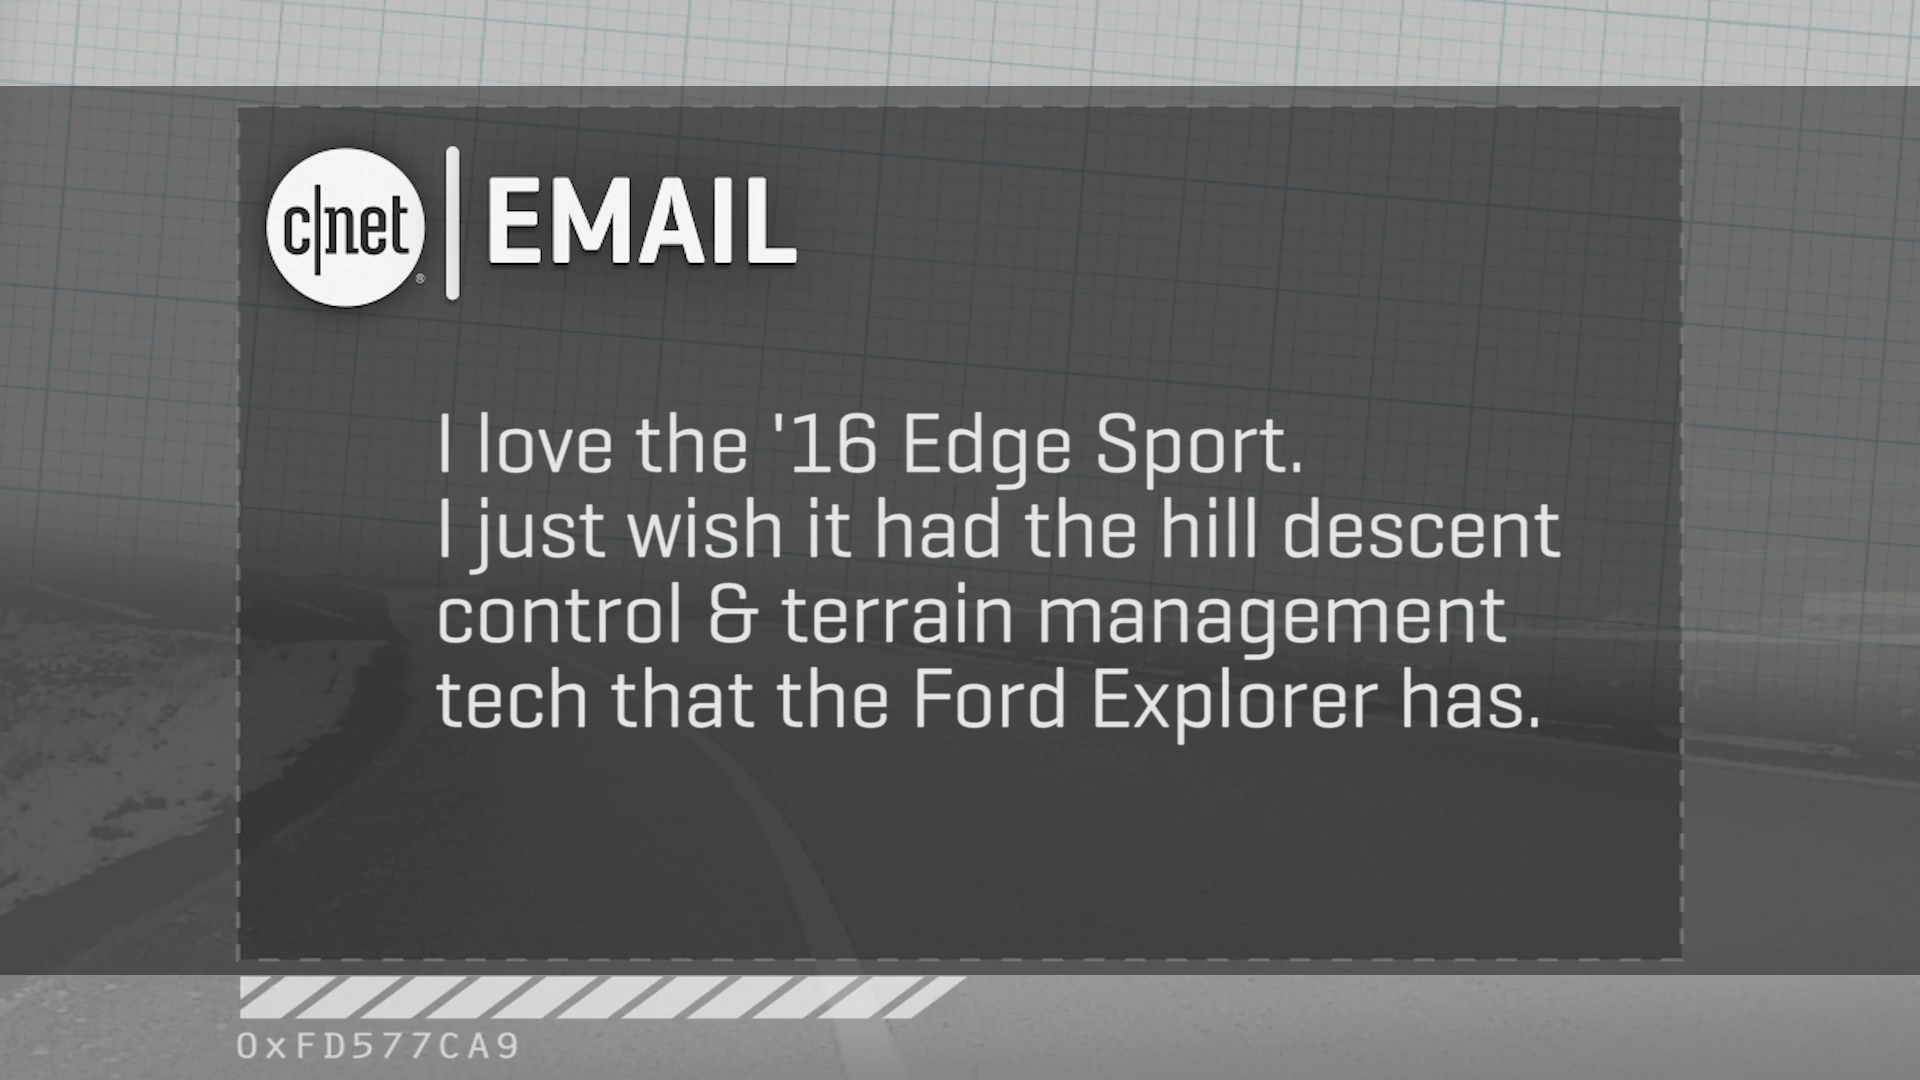 c|net
EMAIL
I love the '16 Edge Sport.
I just wish it had the hill descent
control & terrain management
tech that the Ford Explorer has.
0xFD577CA9